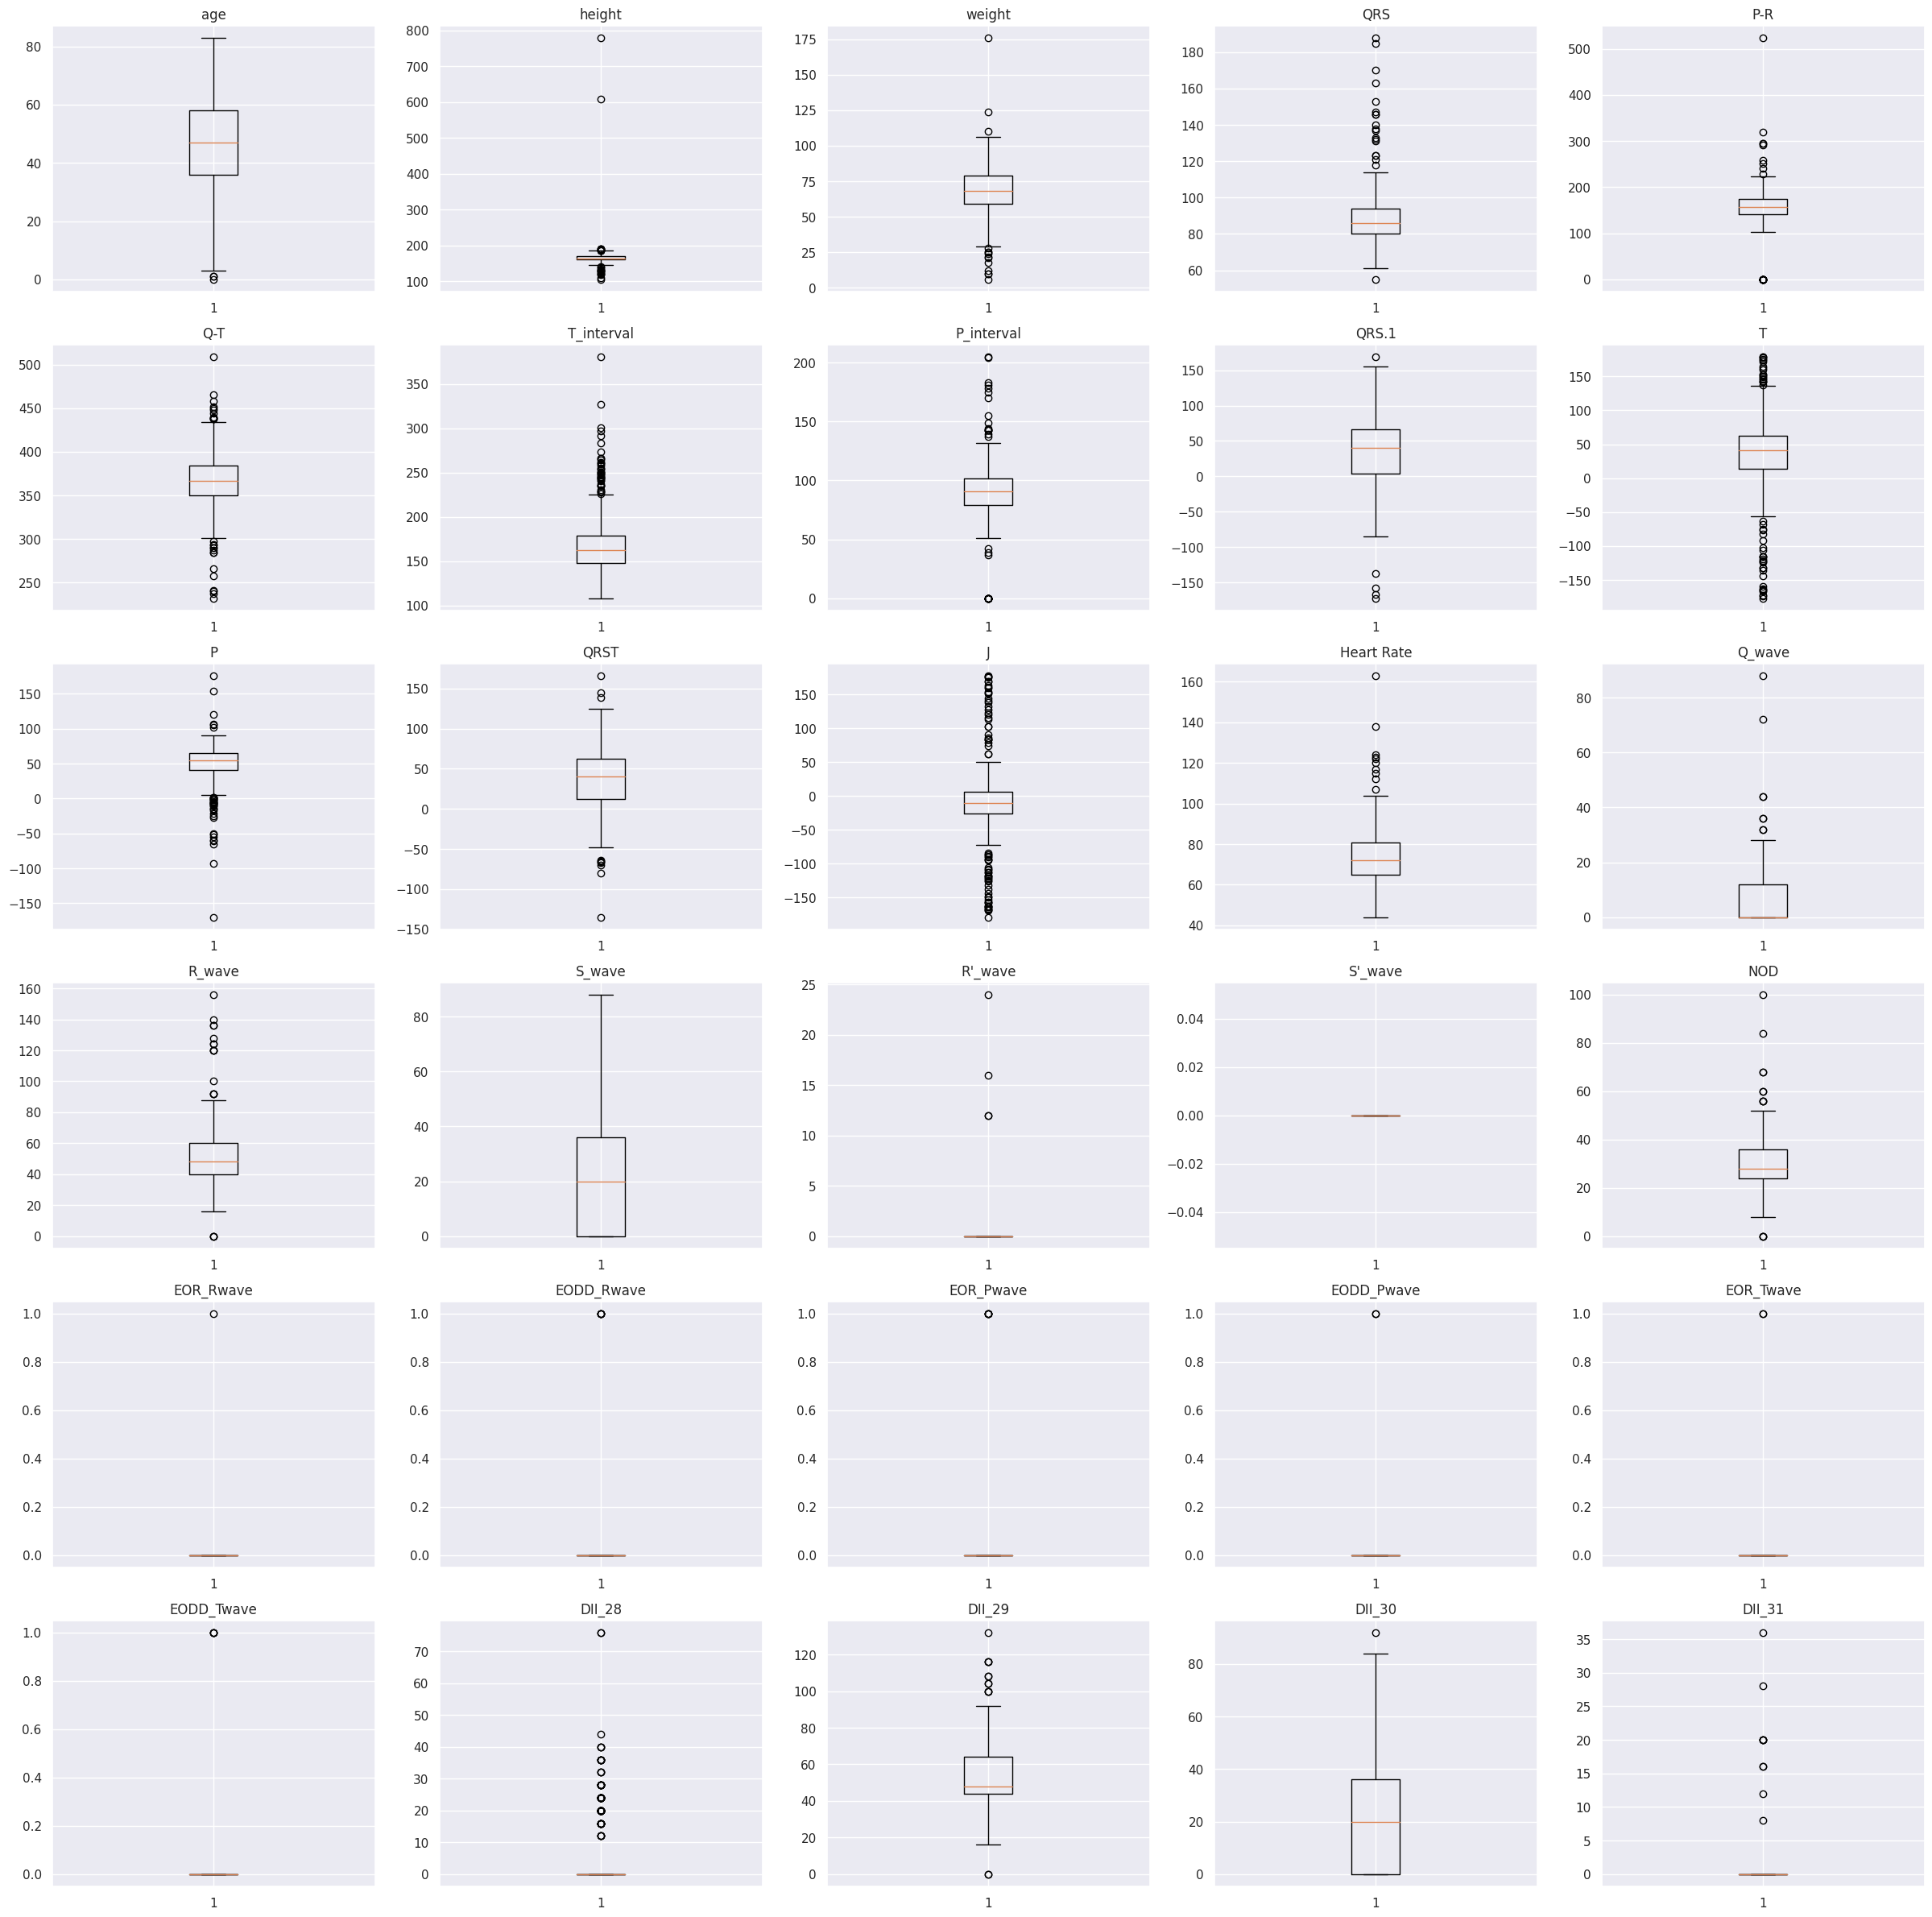 age height weight QRS P-R
80 60 40 20 0
800 700 600 500 400 300 200 100
175 150 125 100 75 50 25 0
180 160 140 120 100 80 60
500 400 300 200 100 0
1 1 1 1 1
Q-T T_interval P_interval QRS.1 T
500 450 400 350 300 250
350 300 250 200 150 100
200 150 100 50 0
150 100 50 0 −50 −100 −150
150 100 50 0 −50 −100 −150
1 1 1 1 1
P QRST J Heart Rate Q_wave
150 100 50 0 −50 −100 −150
150 100 50 0 −50 −100 −150
150 100 50 0 −50 −100 −150
160 140 120 100 80 60 40
80 60 40 20 0
1 1 1 1 1
R_wave S_wave R'_wave S'_wave NOD
160 140 120 100 80 60 40 20 0
80 60 40 20 0
25 20 15 10 5 0
0.04 0.02 0.00 −0.02 −0.04
100 80 60 40 20 0
1 1 1 1 1
EOR_Rwave EODD_Rwave EOR_Pwave EODD_Pwave EOR_Twave
1.0 0.8 0.6 0.4 0.2 0.0
1.0 0.8 0.6 0.4 0.2 0.0
1.0 0.8 0.6 0.4 0.2 0.0
1.0 0.8 0.6 0.4 0.2 0.0
1.0 0.8 0.6 0.4 0.2 0.0
1 1 1 1 1
EODD_Twave DII_28 DII_29 DII_30 DII_31
1.0 0.8 0.6 0.4 0.2 0.0
70 60 50 40 30 20 10 0
120 100 80 60 40 20 0
80 60 40 20 0
35 30 25 20 15 10 5 0
1 1 1 1 1